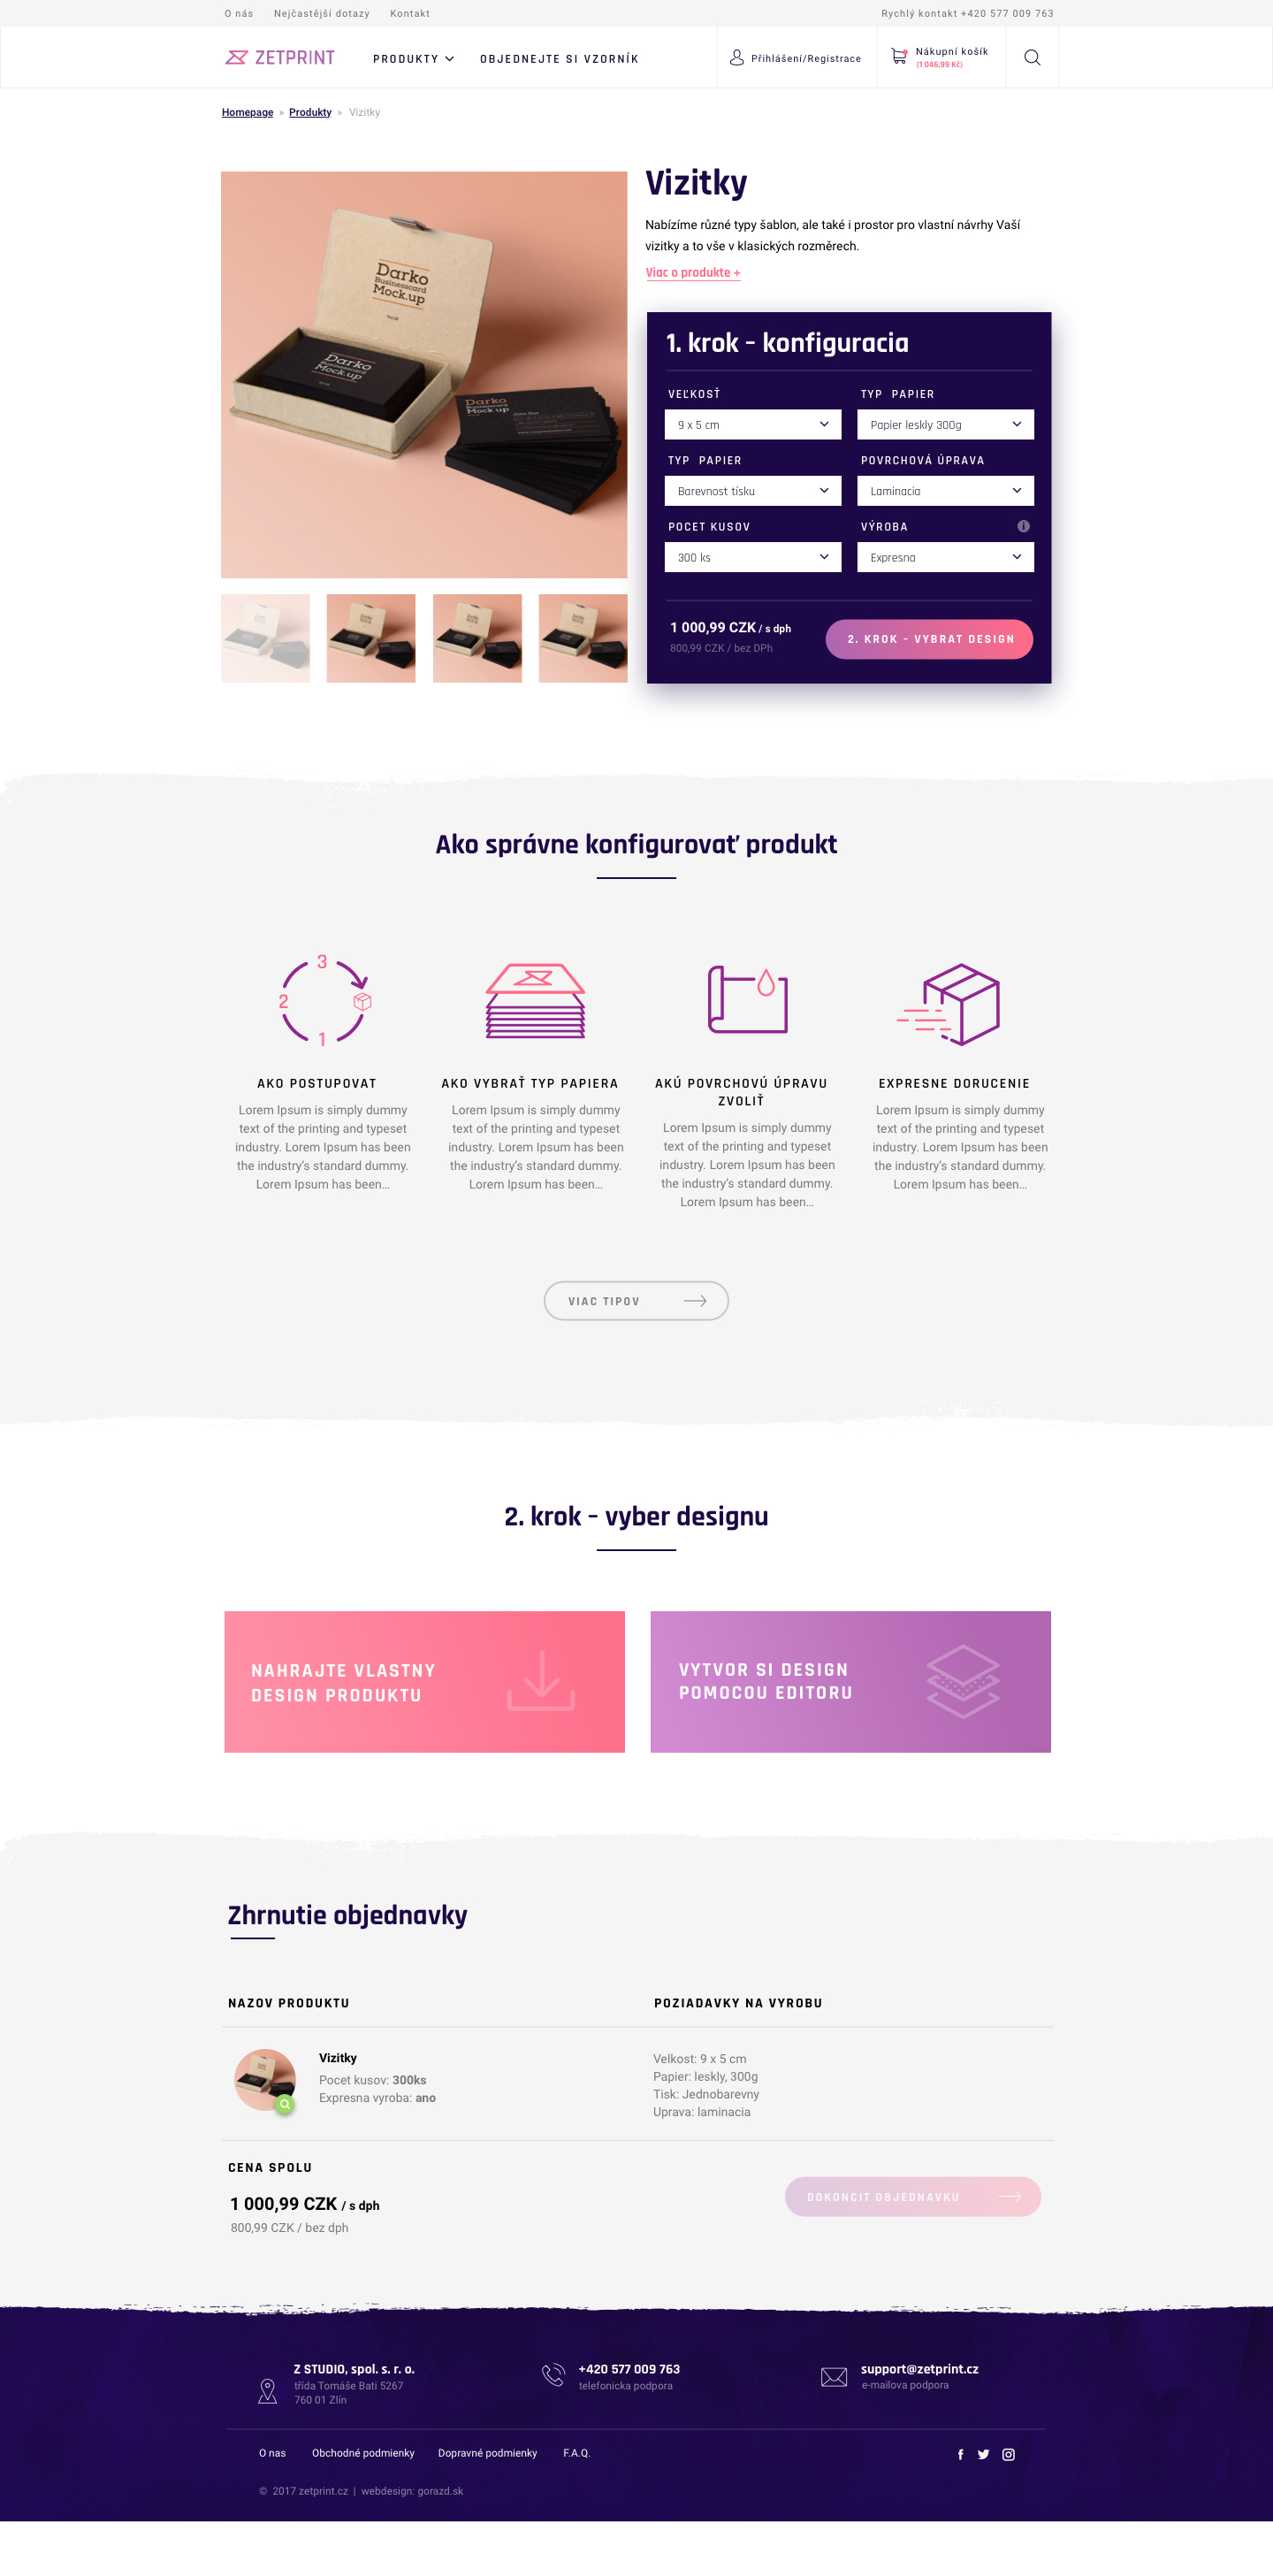 O nás Nejčastější dotazy Kontakt Rychlý kontakt +420 577 009 763
ZETPRINT PRODUKTY OBJEDNEJTE SI VZORNÍK Přihlášení/Registrace Nákupní košík
(1 046,99 Kč)
Homepage » Produkty » Vizitky
Vizitky
Nabízíme různé typy šablon, ale také i prostor pro vlastní návrhy Vaší
vizitky a to vše v klasických rozměrech.
Viac o produkte +
Darko
Businesscard
Mock.up
Darko
Businesscard
Mock.up
Darko
Businesscard
Mock up
1. krok – konfiguracia
VEĽKOSŤ TYP PAPIER
9 x 5 cm Papier leskly 300g
TYP PAPIER POVRCHOVÁ ÚPRAVA
Barevnost tisku Laminacia
POCET KUSOV VÝROBA i
300 ks Expresna
1 000,99 CZK / s dph
800,99 CZK / bez DPh
2. KROK – VYBRAT DESIGN
Ako správne konfigurovať produkt
3
2
1
AKO POSTUPOVAT
Lorem Ipsum is simply dummy
text of the printing and typeset
industry. Lorem Ipsum has been
the industry's standard dummy.
Lorem Ipsum has been…
AKO VYBRAŤ TYP PAPIERA
Lorem Ipsum is simply dummy
text of the printing and typeset
industry. Lorem Ipsum has been
the industry's standard dummy.
Lorem Ipsum has been…
AKÚ POVRCHOVÚ ÚPRAVU
ZVOLIŤ
Lorem Ipsum is simply dummy
text of the printing and typeset
industry. Lorem Ipsum has been
the industry's standard dummy.
Lorem Ipsum has been…
EXPRESNE DORUCENIE
Lorem Ipsum is simply dummy
text of the printing and typeset
industry. Lorem Ipsum has been
the industry's standard dummy.
Lorem Ipsum has been…
VIAC TIPOV
2. krok – vyber designu
NAHRAJTE VLASTNY
DESIGN PRODUKTU
VYTVOR SI DESIGN
POMOCOU EDITORU
Zhrnutie objednavky
NAZOV PRODUKTU POZIADAVKY NA VYROBU
Vizitky
Pocet kusov: 300ks
Expresna vyroba: ano
Velkost: 9 x 5 cm
Papier: leskly, 300g
Tisk: Jednobarevny
Uprava: laminacia
CENA SPOLU
1 000,99 CZK / s dph
800,99 CZK / bez dph
DOKONCIT OBJEDNAVKU
Z STUDIO, spol. s. r. o.
třída Tomáše Bati 5267
760 01 Zlín
+420 577 009 763
telefonicka podpora
support@zetprint.cz
e-mailova podpora
O nas Obchodné podmienky Dopravné podmienky F.A.Q.
© 2017 zetprint.cz | webdesign: gorazd.sk